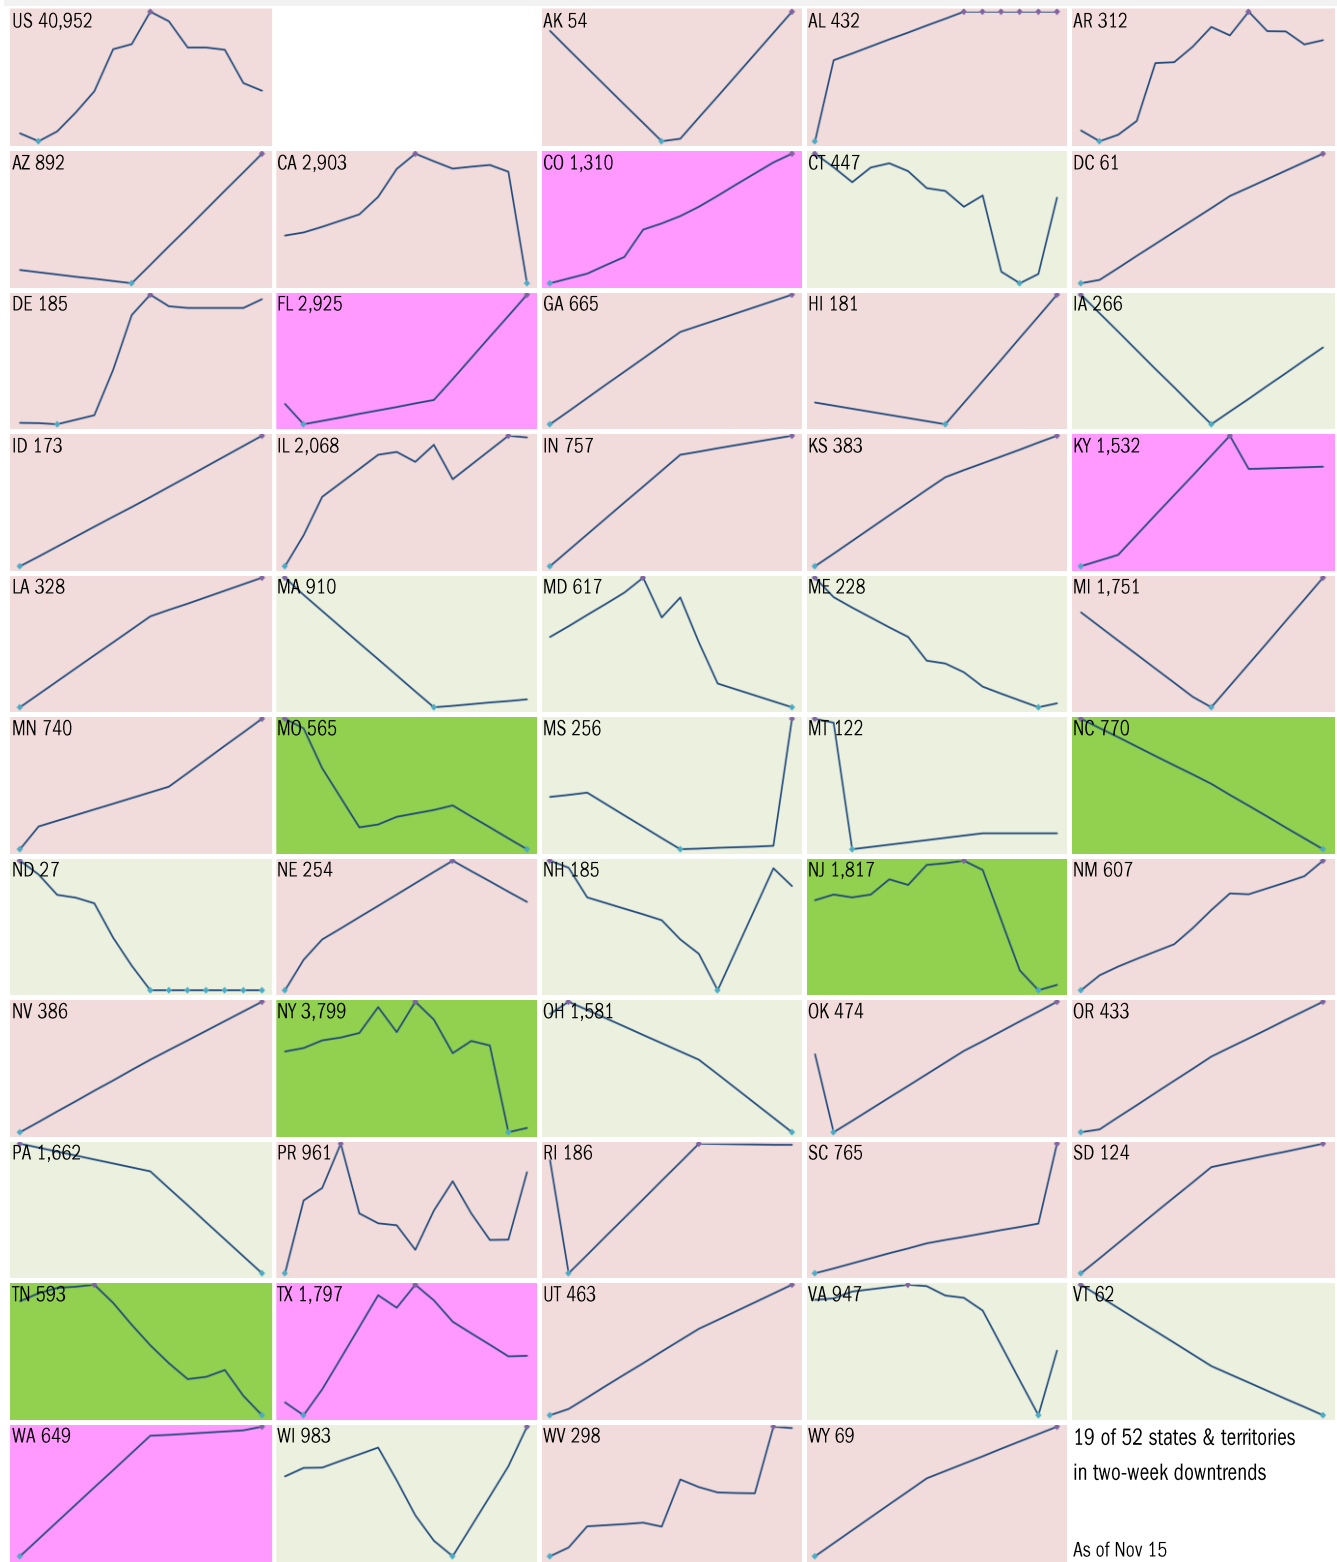 US 40,952
AK 54
AL 432
AR 312
AZ 892
CA 2,903
CO 1,310
CT 447
DC 61
DE 185
FL 2,925
GA 665
HI 181
IA 266
ID 173
IL 2,068
IN 757
KS 383
KY 1,532
LA 328
MA 910
MD 617
ME 228
MI 1,751
MN 740
MO 565
MS 256
MT 122
NC 770
ND 27
NE 254
NH 185
NJ 1,817
NM 607
NV 386
NY 3,799
OH 1,581
OK 474
OR 433
PA 1,662
PR 961
RI 186
SC 765
SD 124
TN 593
TX 1,797
UT 463
VA 947
VT 62
WA 649
WI 983
WV 298
WY 69
19 of 52 states & territories
in two-week downtrends
As of Nov 15